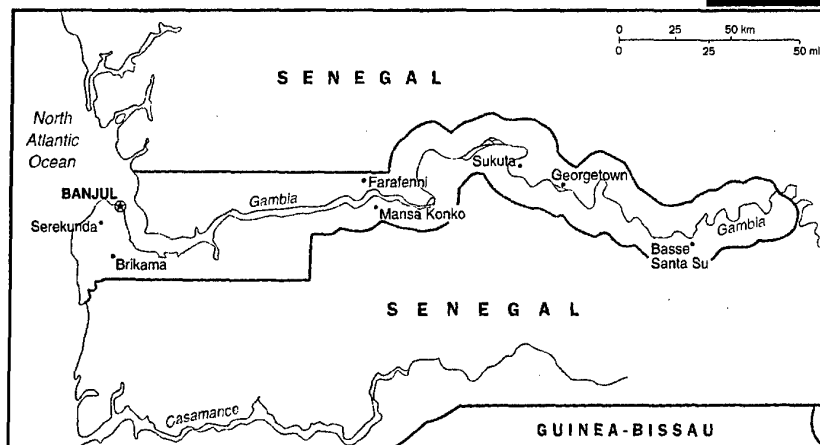 0 25 50 km
0 25 50 ml
SENEGAL
North
Atlantic
Ocean
Sukuta
Farafenni
Georgetown
BANJUL
Gambia
Mansa Konko
Gambia
Serekunda
Basse
Santa Su
Brikama
SENEGAL
Casamance
GUINEA-BISSAU